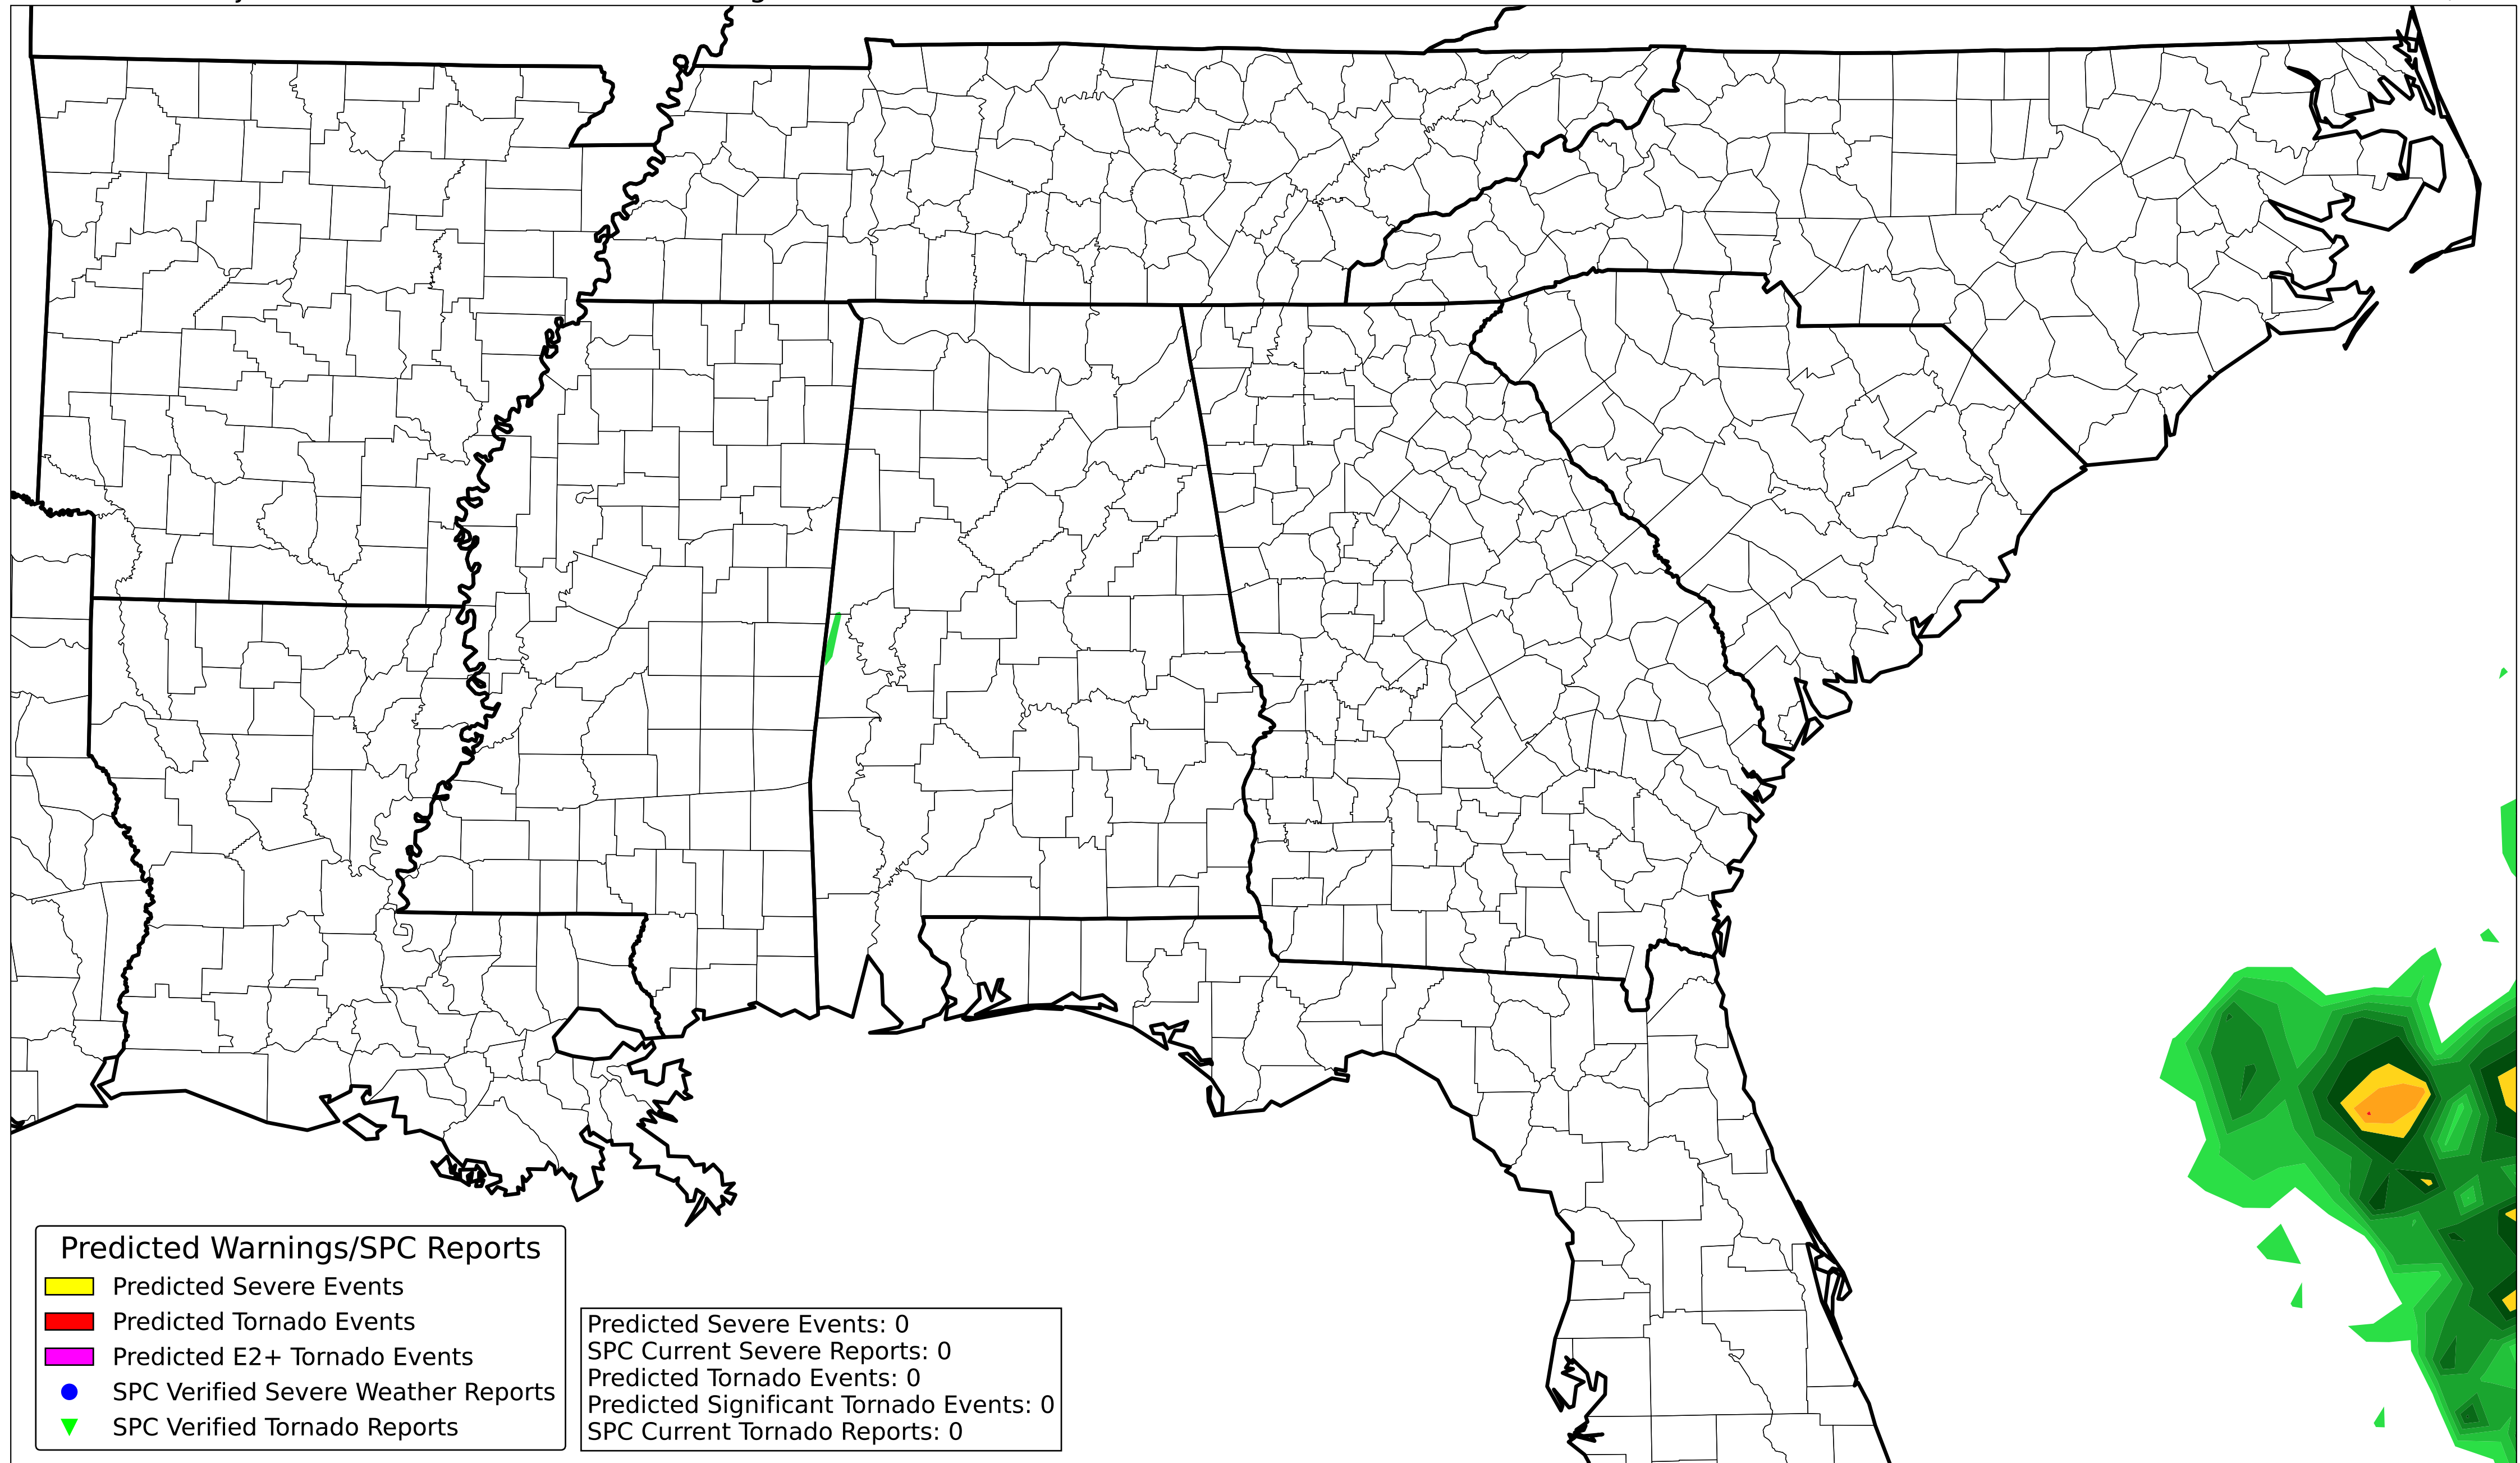 Predicted Warnings/SPC Reports
Predicted Severe Events
Predicted Tornado Events
Predicted E2+ Tornado Events
SPC Verified Severe Weather Reports
SPC Verified Tornado Reports
Predicted Severe Events: 0
SPC Current Severe Reports: 0
Predicted Tornado Events: 0
Predicted Significant Tornado Events: 0
SPC Current Tornado Reports: 0